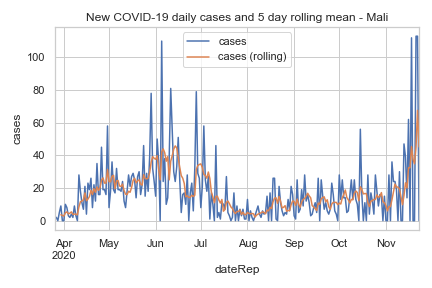 New COVID-19 daily cases and 5 day rolling mean - Mali
cases
cases (rolling)
cases
100
80
60
40
20
0
Apr May Jun Jul Aug Sep Oct Nov
2020
dateRep